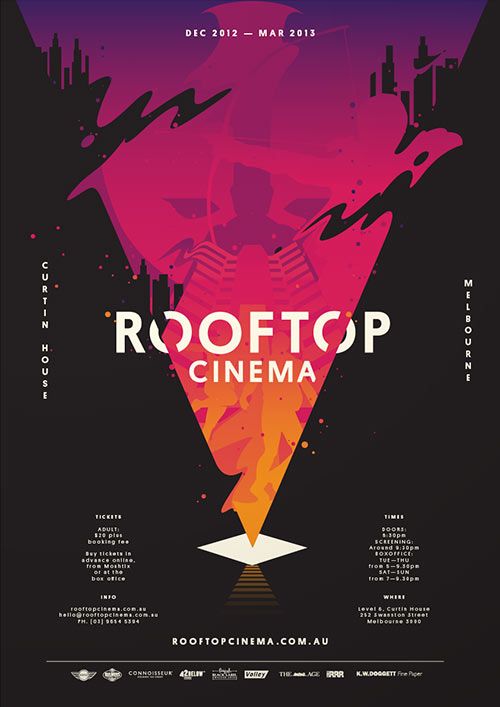 DEC 2012 — MAR 2013
CURTIN HOUSE
MELBOURNE
ROOFTOP
CINEMA
TICKETS
ADULT:
$20 plus
booking fee
Buy tickets in
advance online,
from Moshtix
or at the
box office
INFO
rooftopcinema.com.au
hello@rooftopcinema.com.au
PH. (03) 9654 5394
TIMES
DOORS:
6:30pm
SCREENING:
Around 9:30pm
BOXOFFICE:
TUE—THU
from 5—9.30pm
SAT—SUN
from 7—9.30pm
WHERE
Level 6, Curtin House
252 Swanston Street
Melbourne 3000
ROOFTOPCINEMA.COM.AU
CONNOISSEUR
42BELOW
BLACK LABEL
Valley
THE AGE
RRR
K.W.DOGGETT Fine Paper